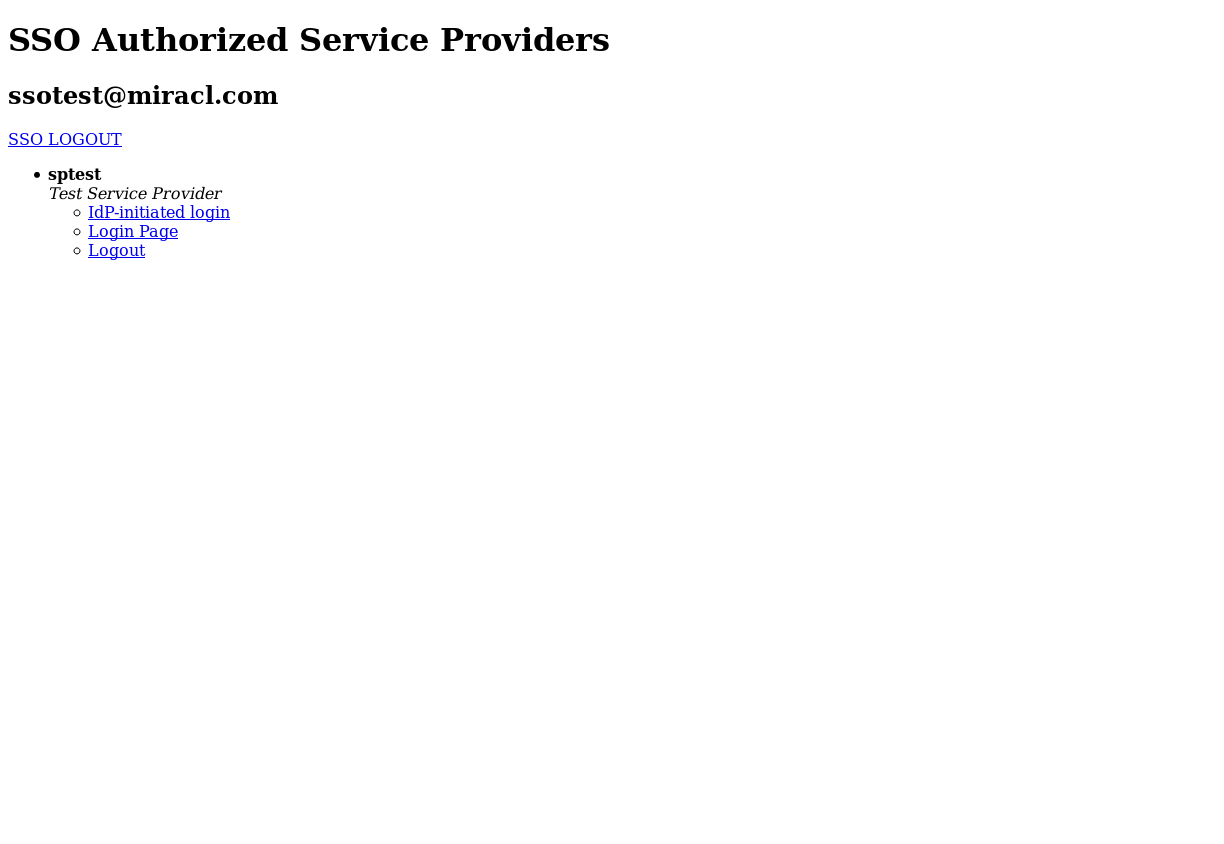 SSO Authorized Service Providers
ssotest@miracl.com
SSO LOGOUT
sptest
Test Service Provider
IdP-initiated login
Login Page
Logout